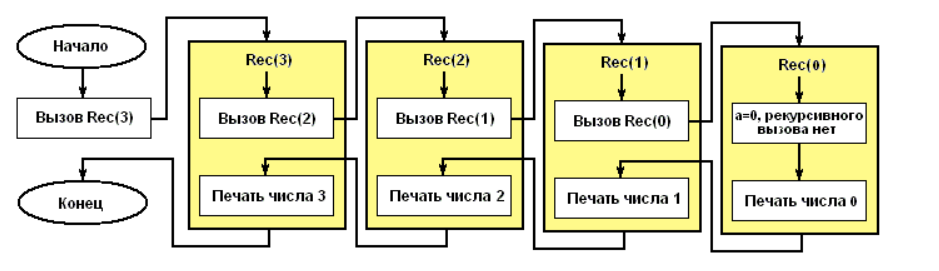 Начало
Вызов Rec(3)
Конец
Rec(3)
Вызов Rec(2)
Печать числа 3
Rec(2)
Вызов Rec(1)
Печать числа 2
Rec(1)
Вызов Rec(0)
Печать числа 1
Rec(0)
a=0, рекурсивного
вызова нет
Печать числа 0